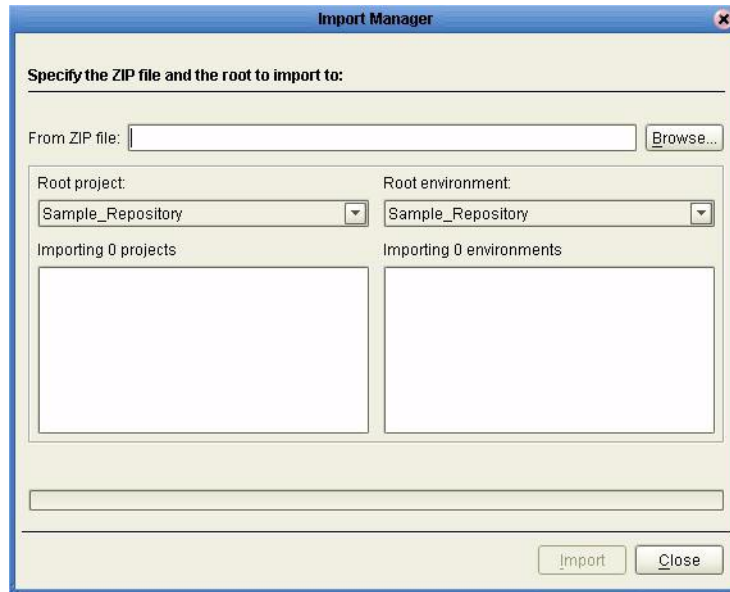 Import Manager
Specify the ZIP file and the root to import to:
From ZIP file:
Browse...
Root project:
Root environment:
Sample_Repository
Sample_Repository
Importing 0 projects
Importing 0 environments
Import
Close